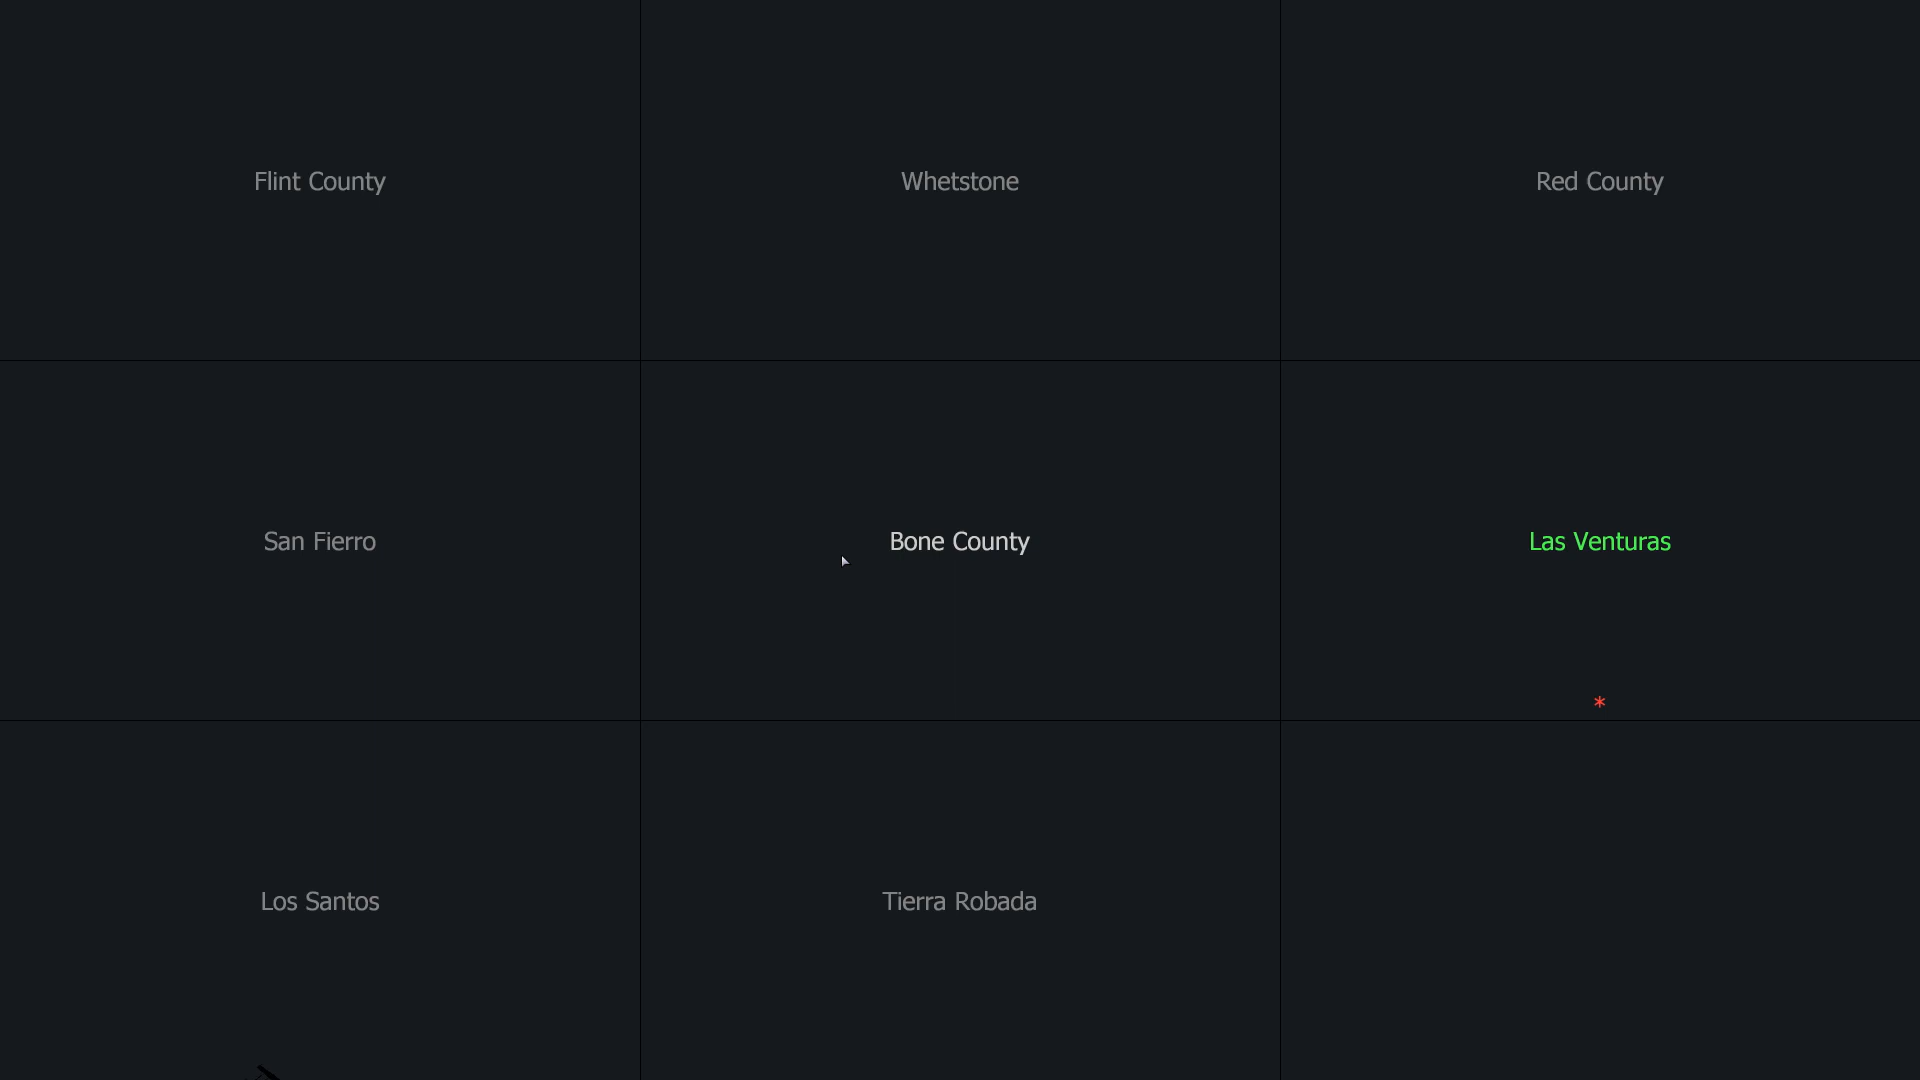 Flint County
Whetstone
Red County
San Fierro
Bone County
Las Venturas
*
Los Santos
Tierra Robada